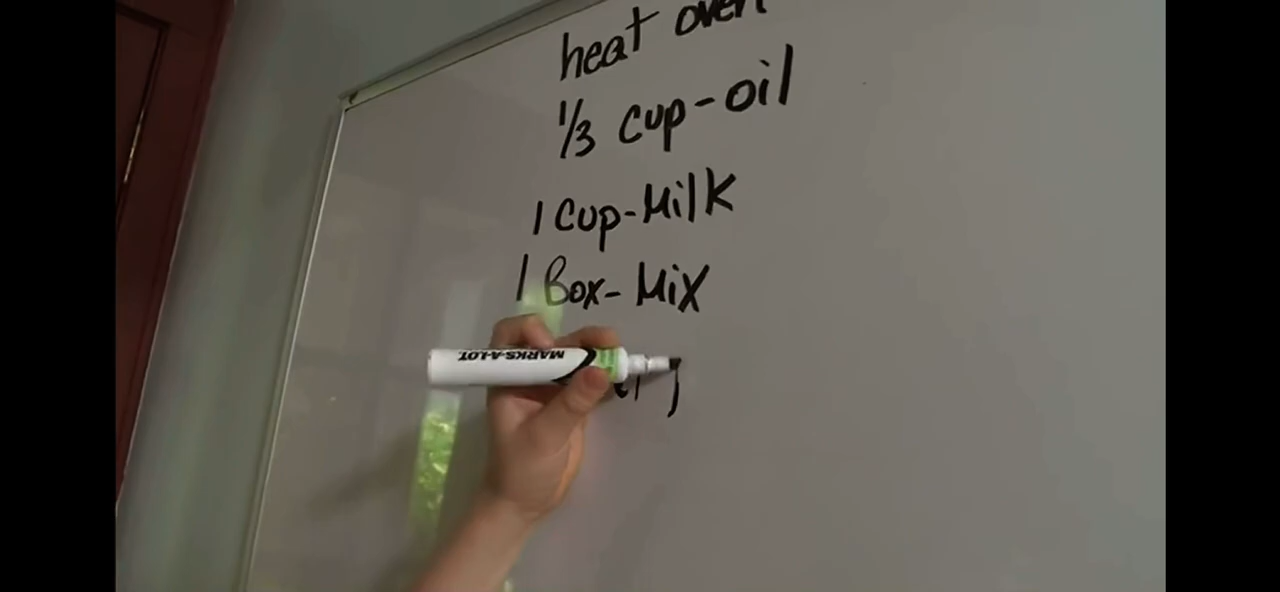 heat oven
1/3 cup-oil
1 Cup-Milk
1 Box-Mix
MARKS-A-LOT